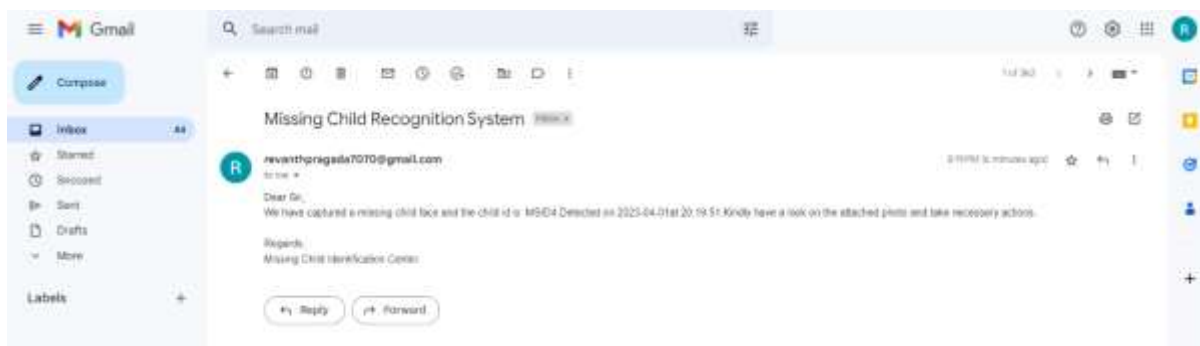 Gmail
Search mail
Compose
Inbox
Starred
Snoozed
Sent
Drafts
More
Labels
Missing Child Recognition System
revanthpragada7070@gmail.com
to me
Dear Sir,
We have captured a missing child face and the child id is MSID4 Detected on 2023-04-01at 20:19:51.Kindly have a look on the attached photo and take necessary actions.
Regards
Missing Child Identification Center
Reply
Forward
R
R